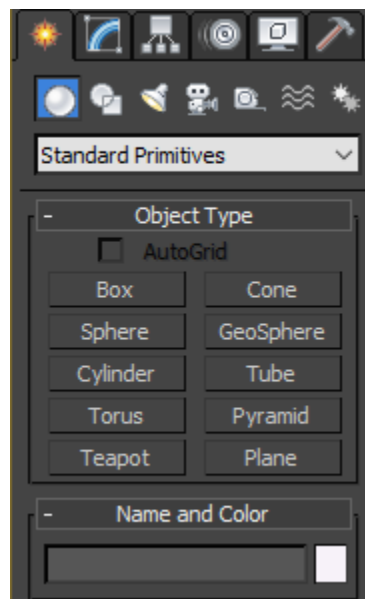 Standard Primitives
- Object Type
AutoGrid
Box Cone
Sphere GeoSphere
Cylinder Tube
Torus Pyramid
Teapot Plane
- Name and Color